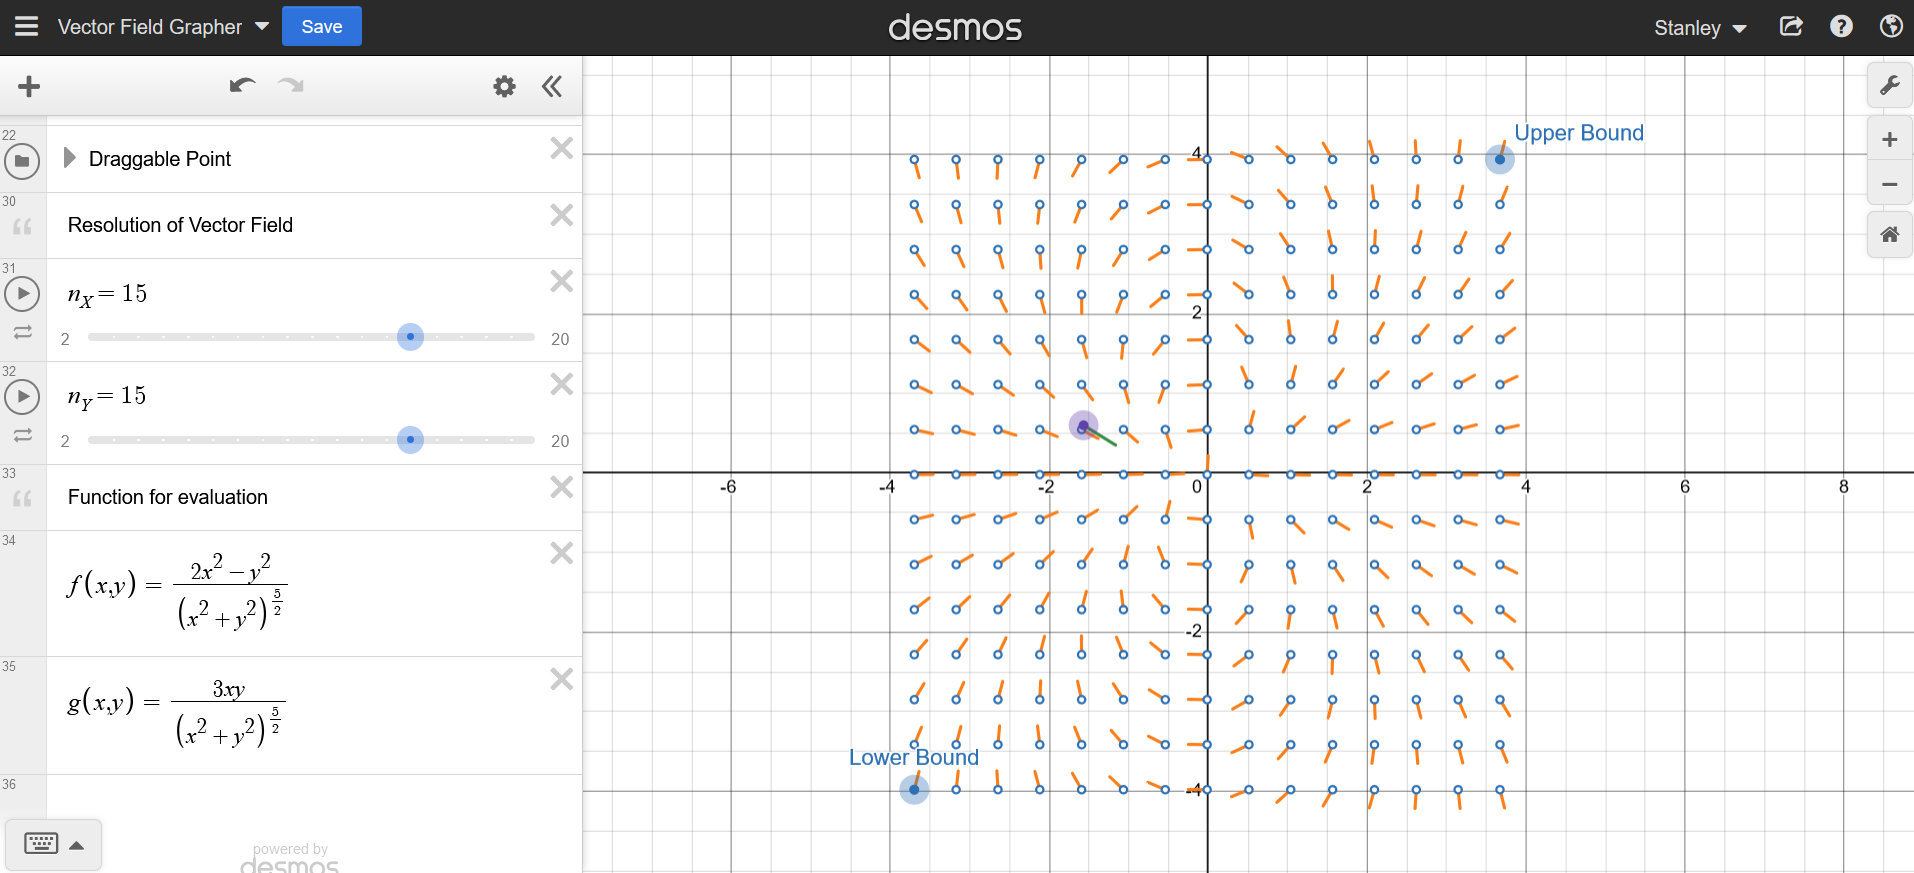 Vector Field Grapher
Save
desmos
Stanley
22
Draggable Point
30
Resolution of Vector Field
31
n_X = 15
2
20
32
n_Y = 15
2
20
33
Function for evaluation
34
f(x,y) = \frac{2x^2 - y^2}{(x^2 + y^2)^{\frac{5}{2}}}
35
g(x,y) = \frac{3xy}{(x^2 + y^2)^{\frac{5}{2}}}
36
powered by
desmos
Upper Bound
4
2
-6
-4
-2
0
2
4
6
8
-2
Lower Bound
-4